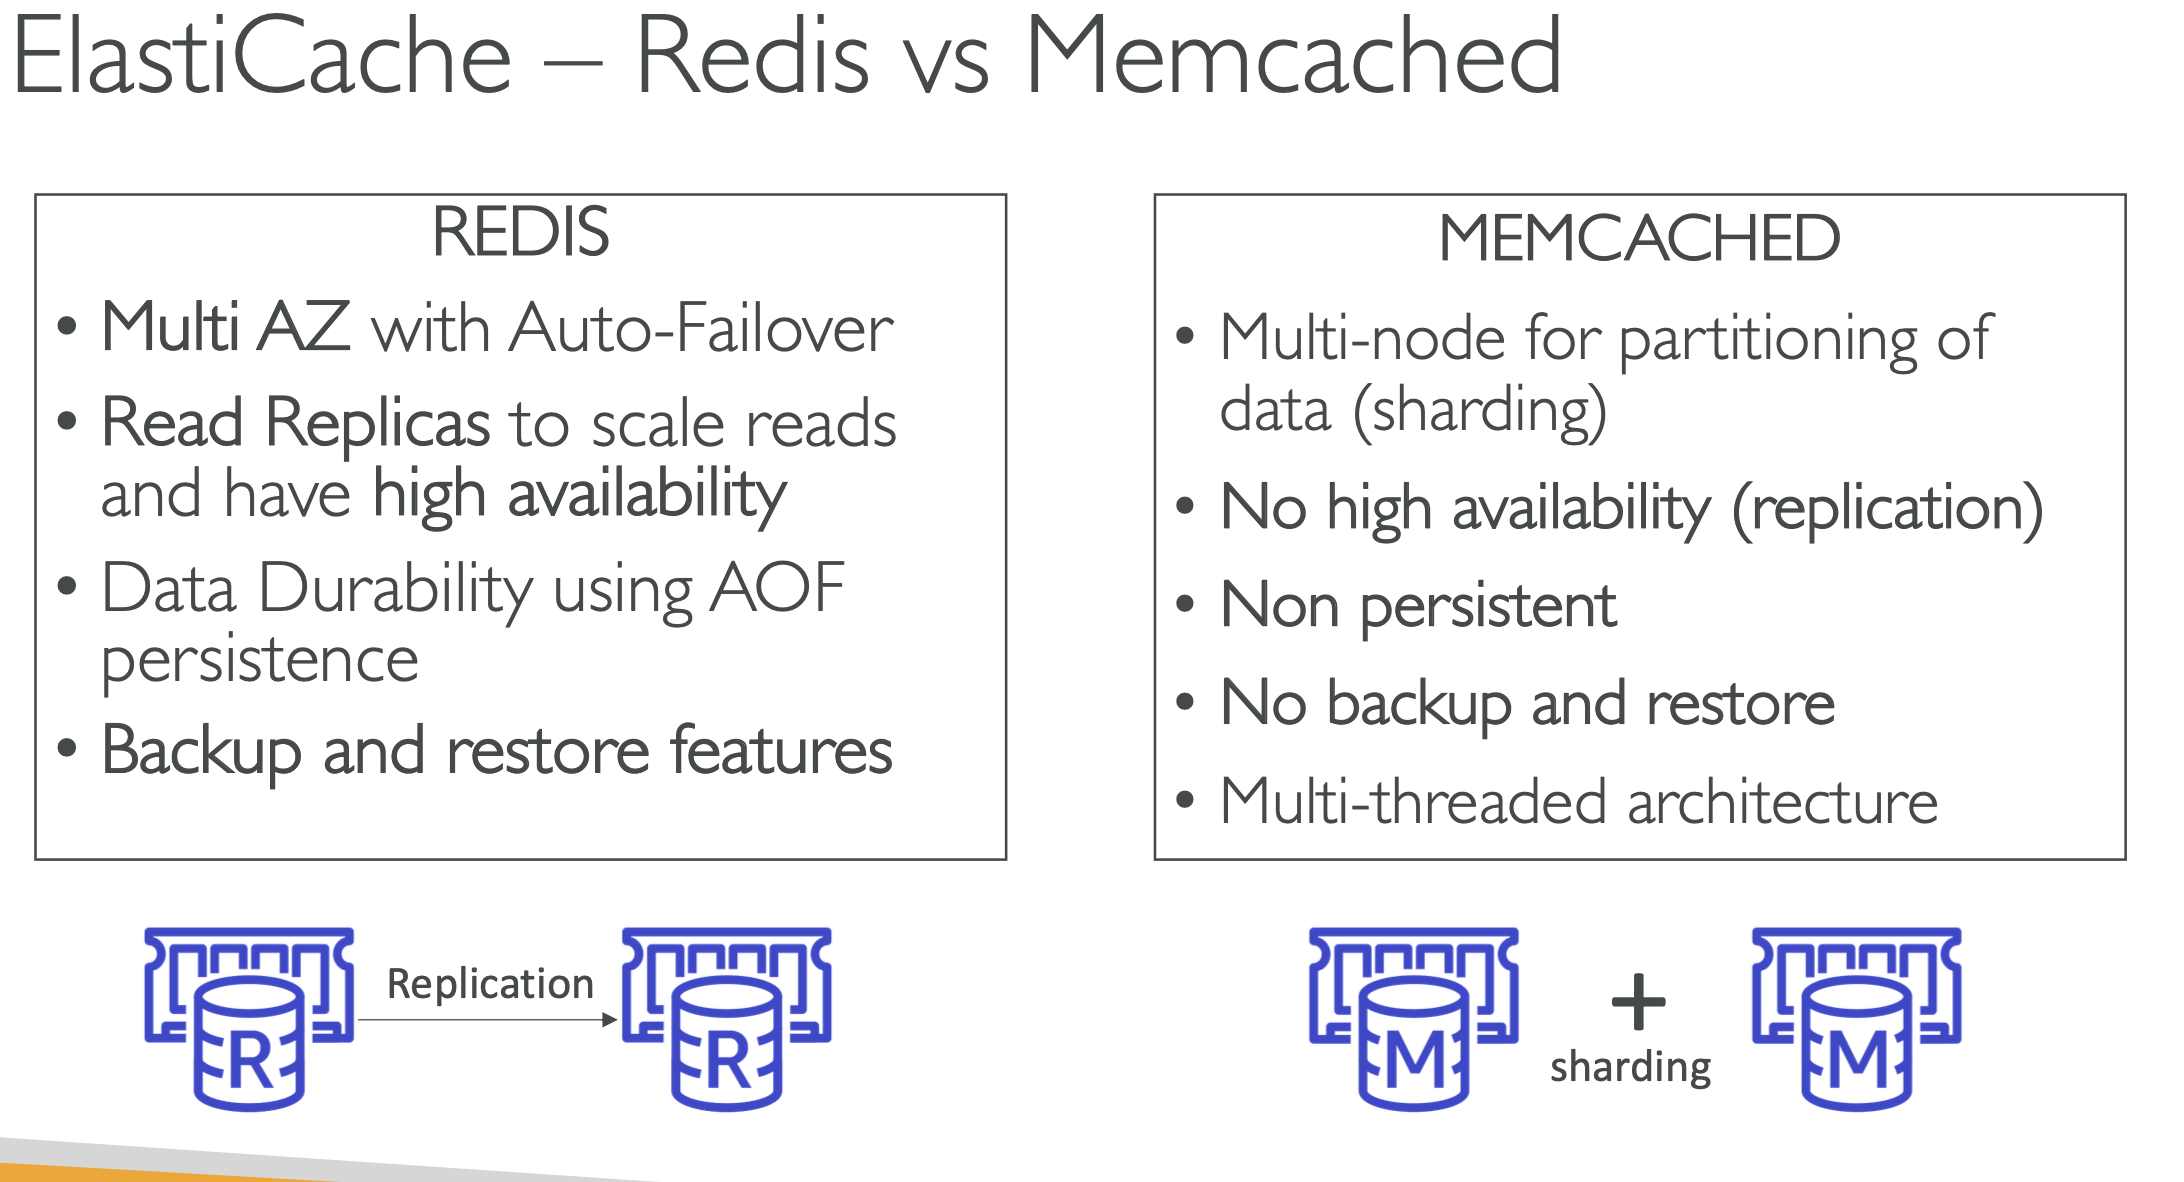 ElastiCache – Redis vs Memcached
REDIS
• Multi AZ with Auto-Failover
• Read Replicas to scale reads
and have high availability
• Data Durability using AOF
persistence
• Backup and restore features
MEMCACHED
• Multi-node for partitioning of
data (sharding)
• No high availability (replication)
• Non persistent
• No backup and restore
• Multi-threaded architecture
R
Replication
R
M
+
sharding
M